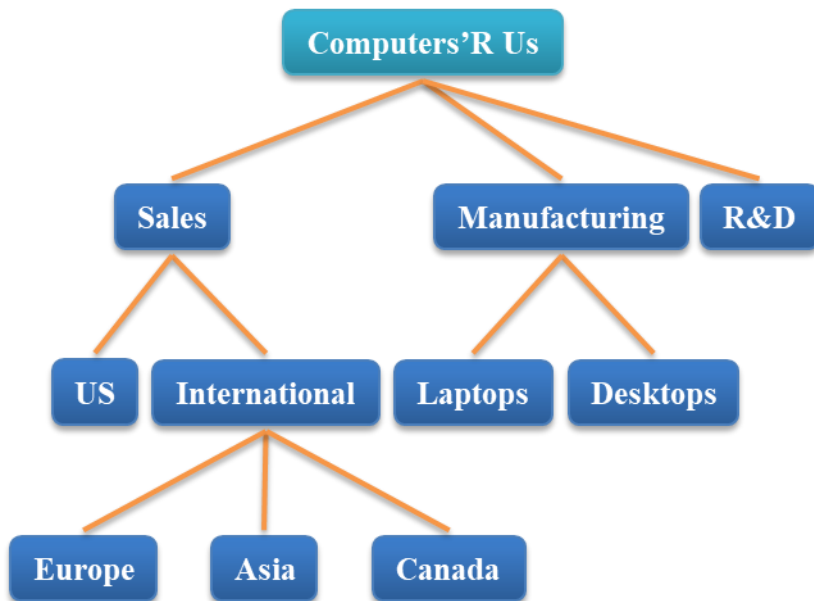 Computers'R Us
Sales
Manufacturing
R&D
US
International
Laptops
Desktops
Europe
Asia
Canada